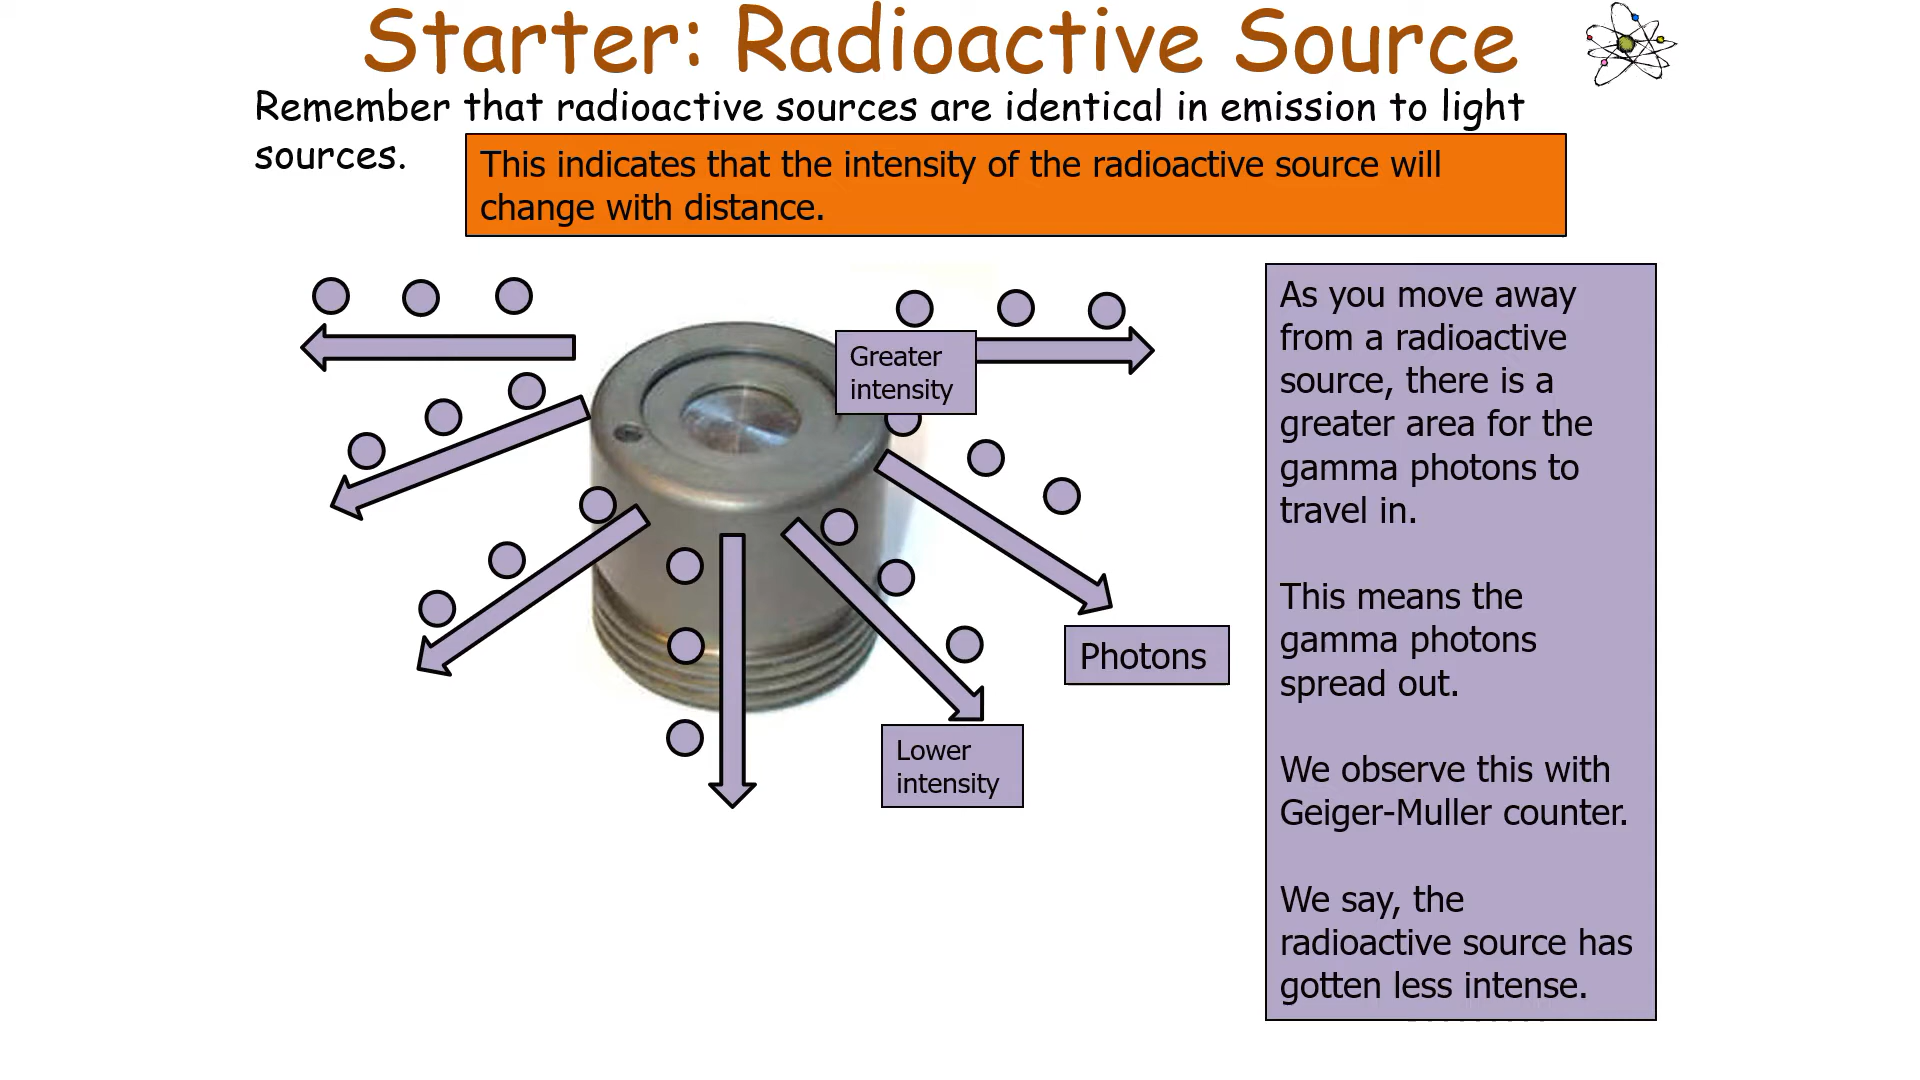 Starter: Radioactive Source
Remember that radioactive sources are identical in emission to light
sources.
This indicates that the intensity of the radioactive source will
change with distance.
Greater
intensity
Photons
Lower
intensity
As you move away
from a radioactive
source, there is a
greater area for the
gamma photons to
travel in.
This means the
gamma photons
spread out.
We observe this with
Geiger-Muller counter.
We say, the
radioactive source has
gotten less intense.